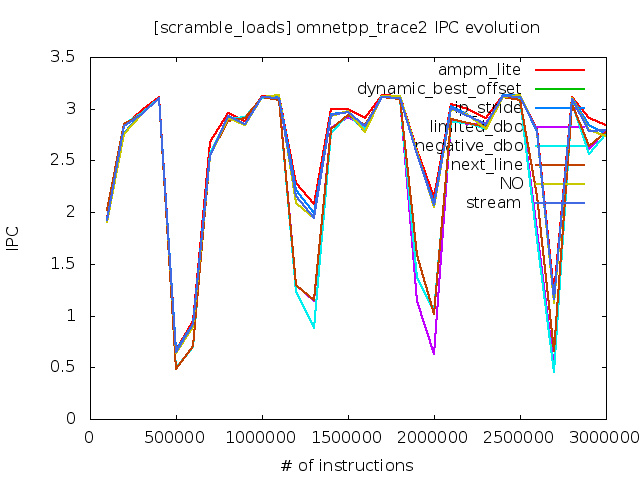 [scramble_loads] omnetpp_trace2 IPC evolution
3.5
3
2.5
2
1.5
1
0.5
0
IPC
ampm_lite
dynamic_best_offset
ip_stride
limited_dbo
negative_dbo
next_line
NO
stream
0 500000 1000000 1500000 2000000 2500000 3000000
# of instructions